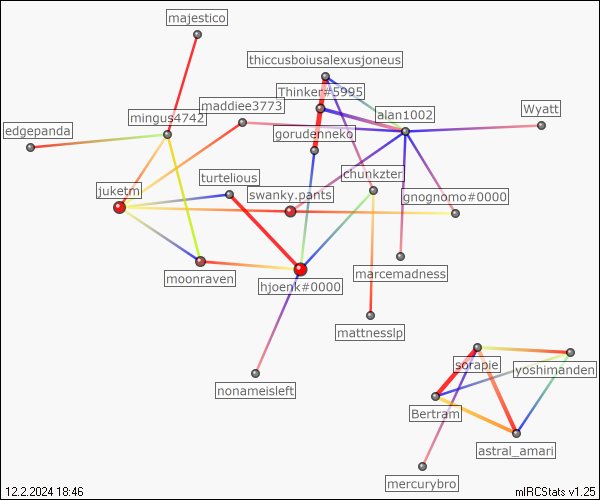 majestico
thiccusboiusalexusjoneus
Thinker#5995
maddiee3773
alan1002
Wyatt
mingus4742
edgepanda
gorudenneko
chunkzter
turtelious
juketm
swanky.pants
gnognomo#0000
moonraven
marcemadness
hjoenk#0000
mattnesslp
sorapie
yoshimanden
nonameisleft
Bertram
astral_amari
mercurybro
12.2.2024 18:46
mIRCStats v1.25